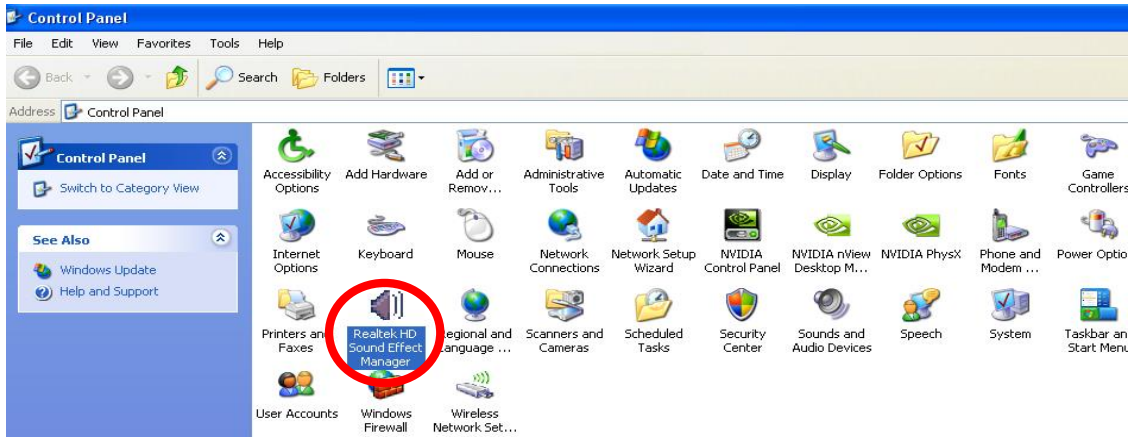 Control Panel
File Edit View Favorites Tools Help
Back Search Folders
Address Control Panel
Control Panel
Switch to Category View
See Also
Windows Update
Help and Support
Accessibility Options
Add Hardware
Add or Remov...
Administrative Tools
Automatic Updates
Date and Time
Display
Folder Options
Fonts
Game Controllers
Internet Options
Keyboard
Mouse
Network Connections
Network Setup Wizard
NVIDIA Control Panel
NVIDIA nView Desktop M...
NVIDIA PhysX
Phone and Modem ...
Power Optio
Printers and Faxes
Realtek HD Sound Effect Manager
Regional and Language ...
Scanners and Cameras
Scheduled Tasks
Security Center
Sounds and Audio Devices
Speech
System
Taskbar an
Start Menu
User Accounts
Windows Firewall
Wireless Network Set...